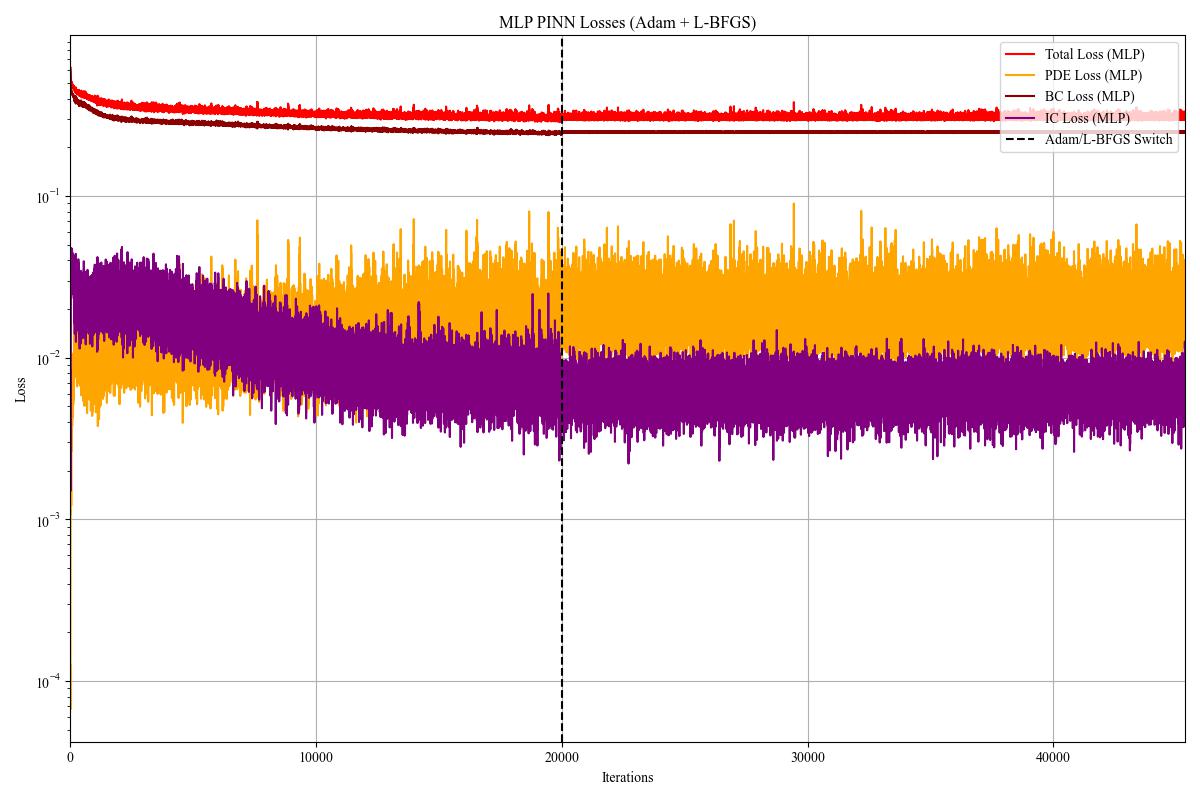 MLP PINN Losses (Adam + L-BFGS)
Total Loss (MLP)
PDE Loss (MLP)
BC Loss (MLP)
IC Loss (MLP)
Adam/L-BFGS Switch
Loss
10⁻¹
10⁻²
10⁻³
10⁻⁴
0
10000
20000
30000
40000
Iterations